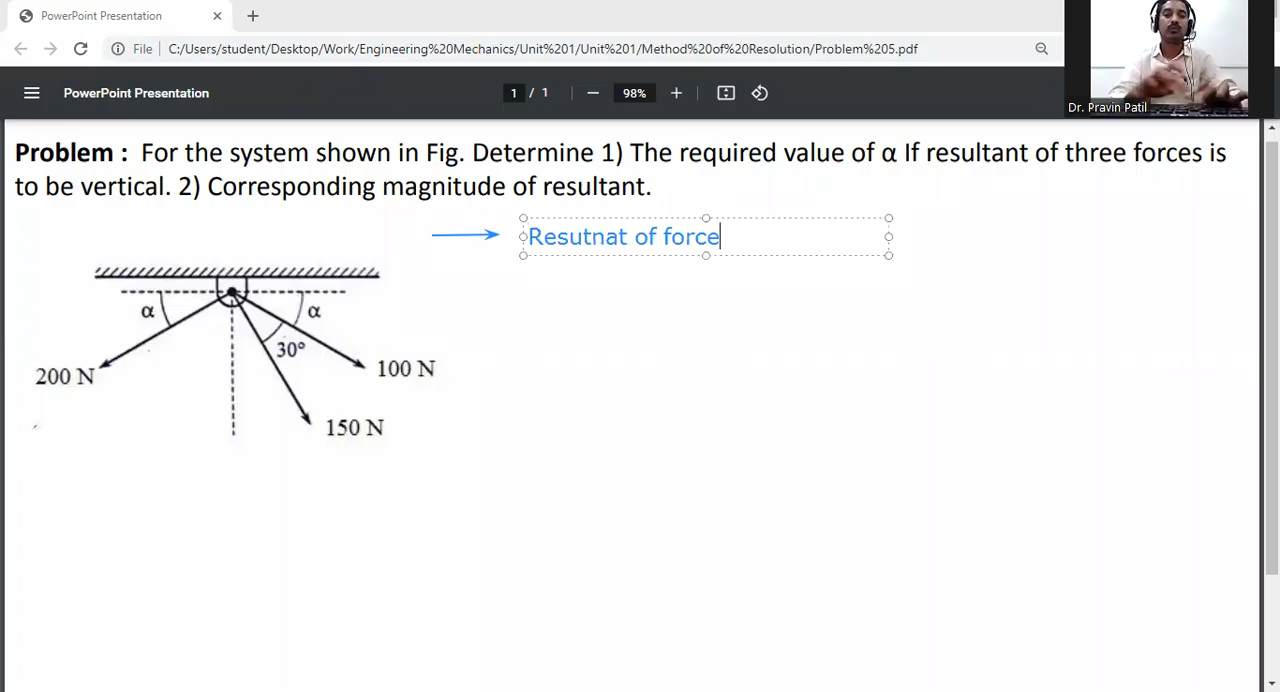 PowerPoint Presentation
File
C:/Users/student/Desktop/Work/Engineering%20Mechanics/Unit%201/Unit%201/Method%20of%20Resolution/Problem%205.pdf
Dr. Pravin Patil
PowerPoint Presentation
1 / 1
98%
Problem : For the system shown in Fig. Determine 1) The required value of α If resultant of three forces is
to be vertical. 2) Corresponding magnitude of resultant.
Resutnat of force
α
α
30°
200 N
100 N
150 N